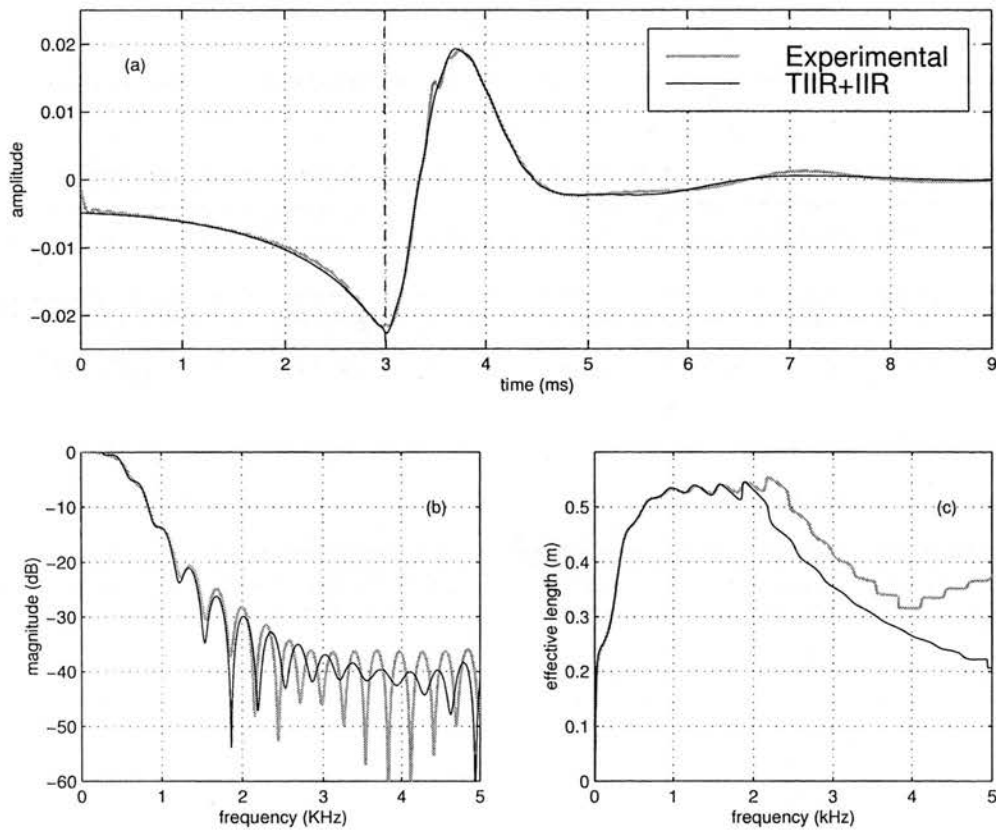 0.02
0.01
0
−0.01
−0.02
amplitude
(a)
Experimental
TIIR+IIR
0 1 2 3 4 5 6 7 8 9
time (ms)
0
−10
−20
−30
−40
−50
−60
magnitude (dB)
(b)
0 1 2 3 4 5
frequency (KHz)
0.5
0.4
0.3
0.2
0.1
0
effective length (m)
(c)
0 1 2 3 4 5
frequency (kHz)